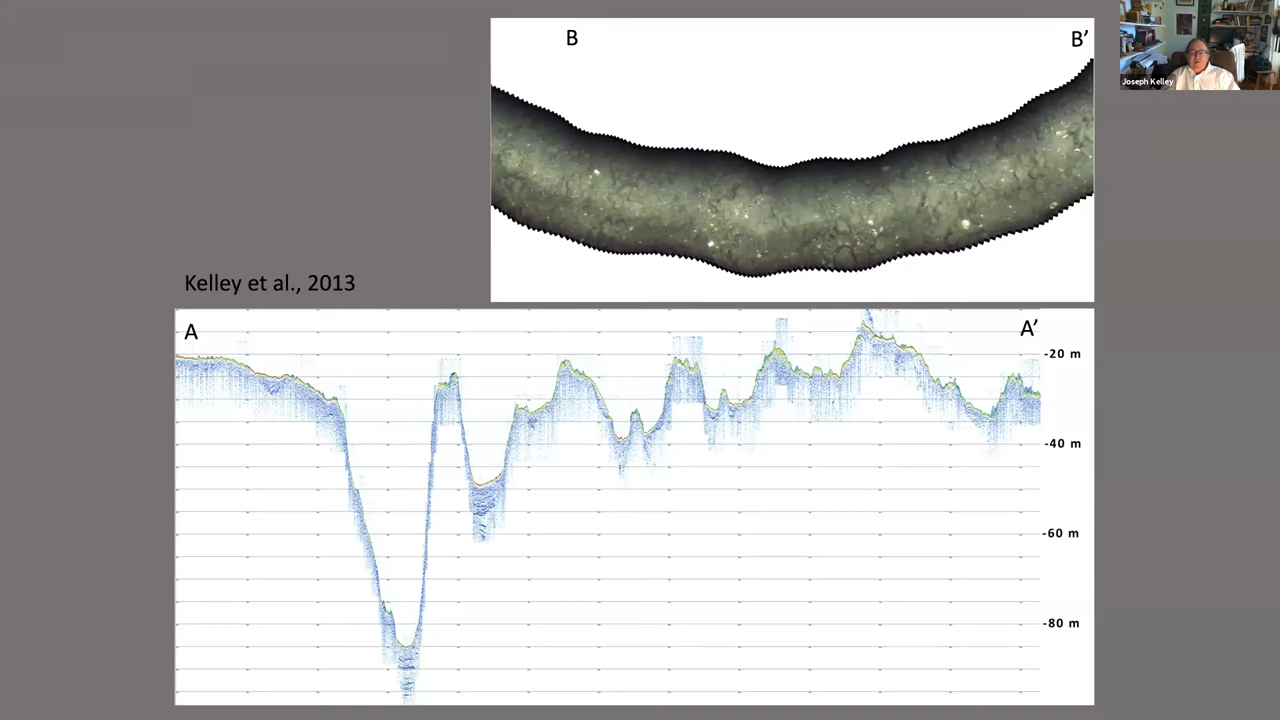 B
B’
Joseph Kelley
Kelley et al., 2013
A
A’
-20 m
-40 m
-60 m
-80 m